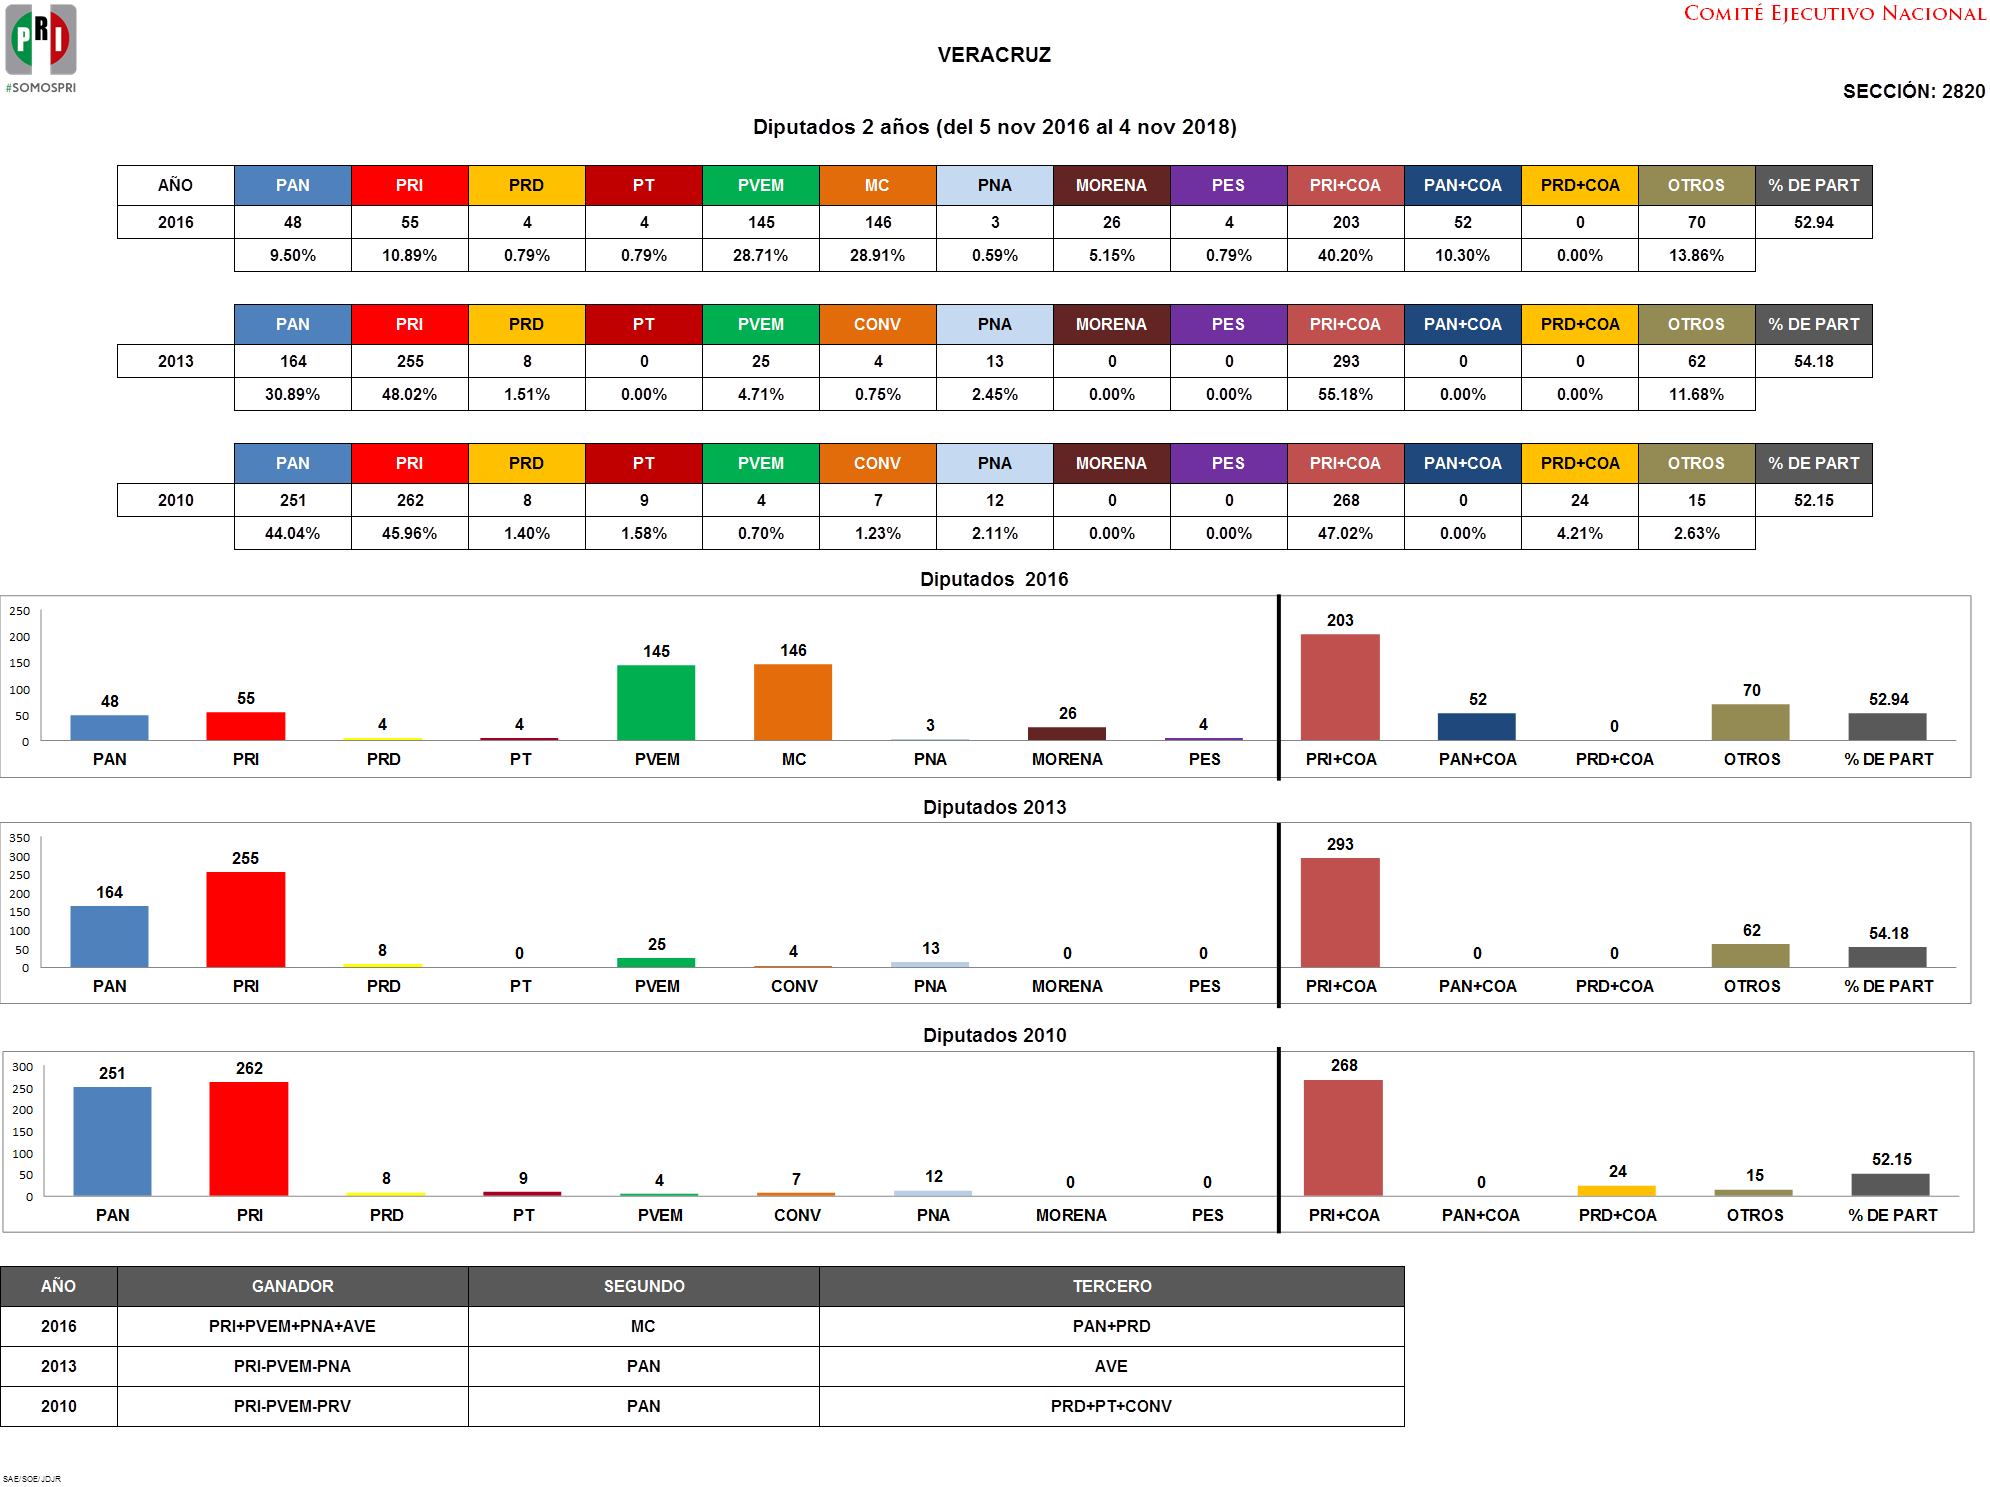 PRI
#SOMOSPRI
COMITÉ EJECUTIVO NACIONAL
VERACRUZ
SECCIÓN: 2820
Diputados 2 años (del 5 nov 2016 al 4 nov 2018)
AÑO PAN PRI PRD PT PVEM MC PNA MORENA PES PRI+COA PAN+COA PRD+COA OTROS % DE PART
2016 48 55 4 4 145 146 3 26 4 203 52 0 70 52.94
9.50% 10.89% 0.79% 0.79% 28.71% 28.91% 0.59% 5.15% 0.79% 40.20% 10.30% 0.00% 13.86%
PAN PRI PRD PT PVEM CONV PNA MORENA PES PRI+COA PAN+COA PRD+COA OTROS % DE PART
2013 164 255 8 0 25 4 13 0 0 293 0 0 62 54.18
30.89% 48.02% 1.51% 0.00% 4.71% 0.75% 2.45% 0.00% 0.00% 55.18% 0.00% 0.00% 11.68%
PAN PRI PRD PT PVEM CONV PNA MORENA PES PRI+COA PAN+COA PRD+COA OTROS % DE PART
2010 251 262 8 9 4 7 12 0 0 268 0 24 15 52.15
44.04% 45.96% 1.40% 1.58% 0.70% 1.23% 2.11% 0.00% 0.00% 47.02% 0.00% 4.21% 2.63%
Diputados 2016
250
200
150
100
50
0
48 55 4 4 145 146 3 26 4 203 52 0 70 52.94
PAN PRI PRD PT PVEM MC PNA MORENA PES PRI+COA PAN+COA PRD+COA OTROS % DE PART
Diputados 2013
350
300
250
200
150
100
50
0
164 255 8 0 25 4 13 0 0 293 0 0 62 54.18
PAN PRI PRD PT PVEM CONV PNA MORENA PES PRI+COA PAN+COA PRD+COA OTROS % DE PART
Diputados 2010
300
250
200
150
100
50
0
251 262 8 9 4 7 12 0 0 268 0 24 15 52.15
PAN PRI PRD PT PVEM CONV PNA MORENA PES PRI+COA PAN+COA PRD+COA OTROS % DE PART
AÑO GANADOR SEGUNDO TERCERO
2016 PRI+PVEM+PNA+AVE MC PAN+PRD
2013 PRI-PVEM-PNA PAN AVE
2010 PRI-PVEM-PRV PAN PRD+PT+CONV
SAE/SOE/JDJR